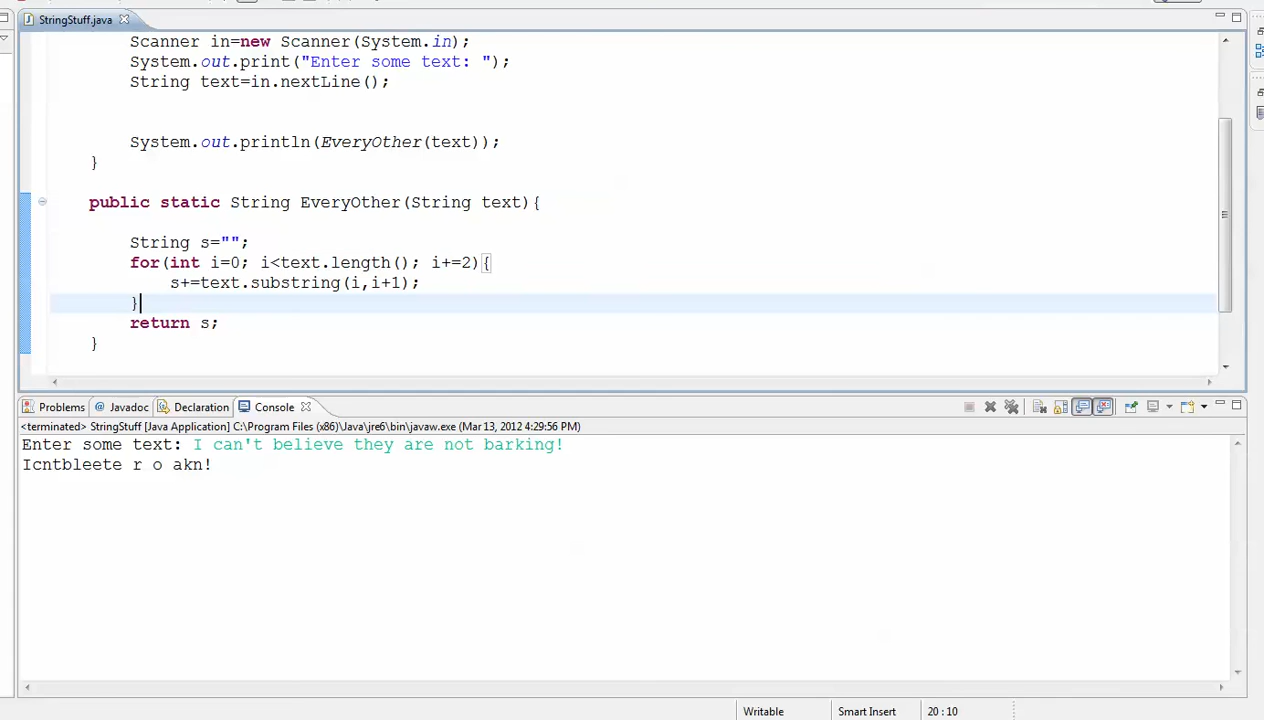 StringStuff.java
Scanner in=new Scanner(System.in);
System.out.print("Enter some text: ");
String text=in.nextLine();
System.out.println(EveryOther(text));
}
public static String EveryOther(String text){
String s="";
for(int i=0; i<text.length(); i+=2){
s+=text.substring(i,i+1);
}
return s;
}
Problems @ Javadoc Declaration Console
<terminated> StringStuff [Java Application] C:\Program Files (x86)\Java\jre6\bin\javaw.exe (Mar 13, 2012 4:29:56 PM)
Enter some text: I can't believe they are not barking!
Icntbleete r o akn!
Writable Smart Insert 20 : 10